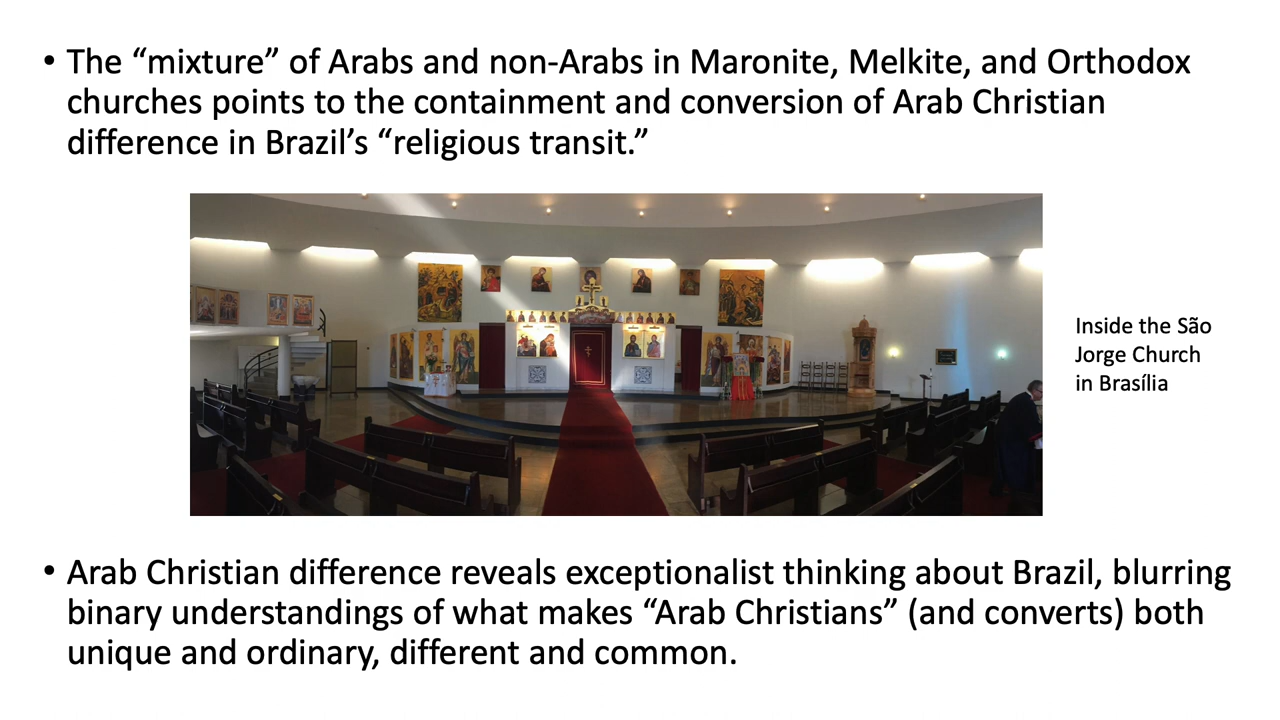 • The “mixture” of Arabs and non-Arabs in Maronite, Melkite, and Orthodox
churches points to the containment and conversion of Arab Christian
difference in Brazil’s “religious transit.”
Inside the São
Jorge Church
in Brasília
• Arab Christian difference reveals exceptionalist thinking about Brazil, blurring
binary understandings of what makes “Arab Christians” (and converts) both
unique and ordinary, different and common.